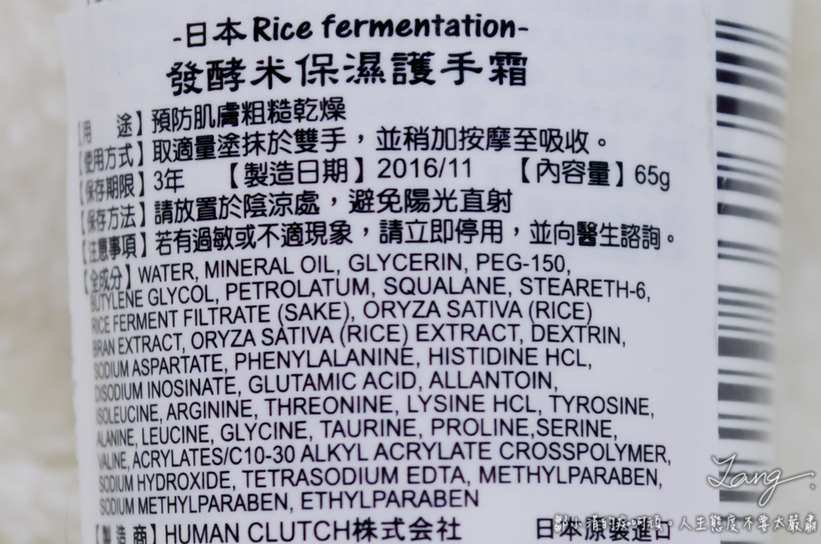 -日本Rice fermentation-
發酵米保濕護手霜
【用 途】預防肌膚粗糙乾燥
【使用方式】取適量塗抹於雙手，並稍加按摩至吸收。
【保存期限】3年 【製造日期】2016/11 【內容量】65g
【保存方法】請放置於陰涼處，避免陽光直射
【注意事項】若有過敏或不適現象，請立即停用，並向醫生諮詢。
【全成分】WATER, MINERAL OIL, GLYCERIN, PEG-150,
BUTYLENE GLYCOL, PETROLATUM, SQUALANE, STEARETH-6,
RICE FERMENT FILTRATE (SAKE), ORYZA SATIVA (RICE)
BRAN EXTRACT, ORYZA SATIVA (RICE) EXTRACT, DEXTRIN,
SODIUM ASPARTATE, PHENYLALANINE, HISTIDINE HCL,
DISODIUM INOSINATE, GLUTAMIC ACID, ALLANTOIN,
ISOLEUCINE, ARGININE, THREONINE, LYSINE HCL, TYROSINE,
ALANINE, LEUCINE, GLYCINE, TAURINE, PROLINE,SERINE,
VALINE, ACRYLATES/C10-30 ALKYL ACRYLATE CROSSPOLYMER,
SODIUM HYDROXIDE, TETRASODIUM EDTA, METHYLPARABEN,
SODIUM METHYLPARABEN, ETHYLPARABEN
【製造商】HUMAN CLUTCH株式会社 日本原裝進口
人生態度不要太嚴肅